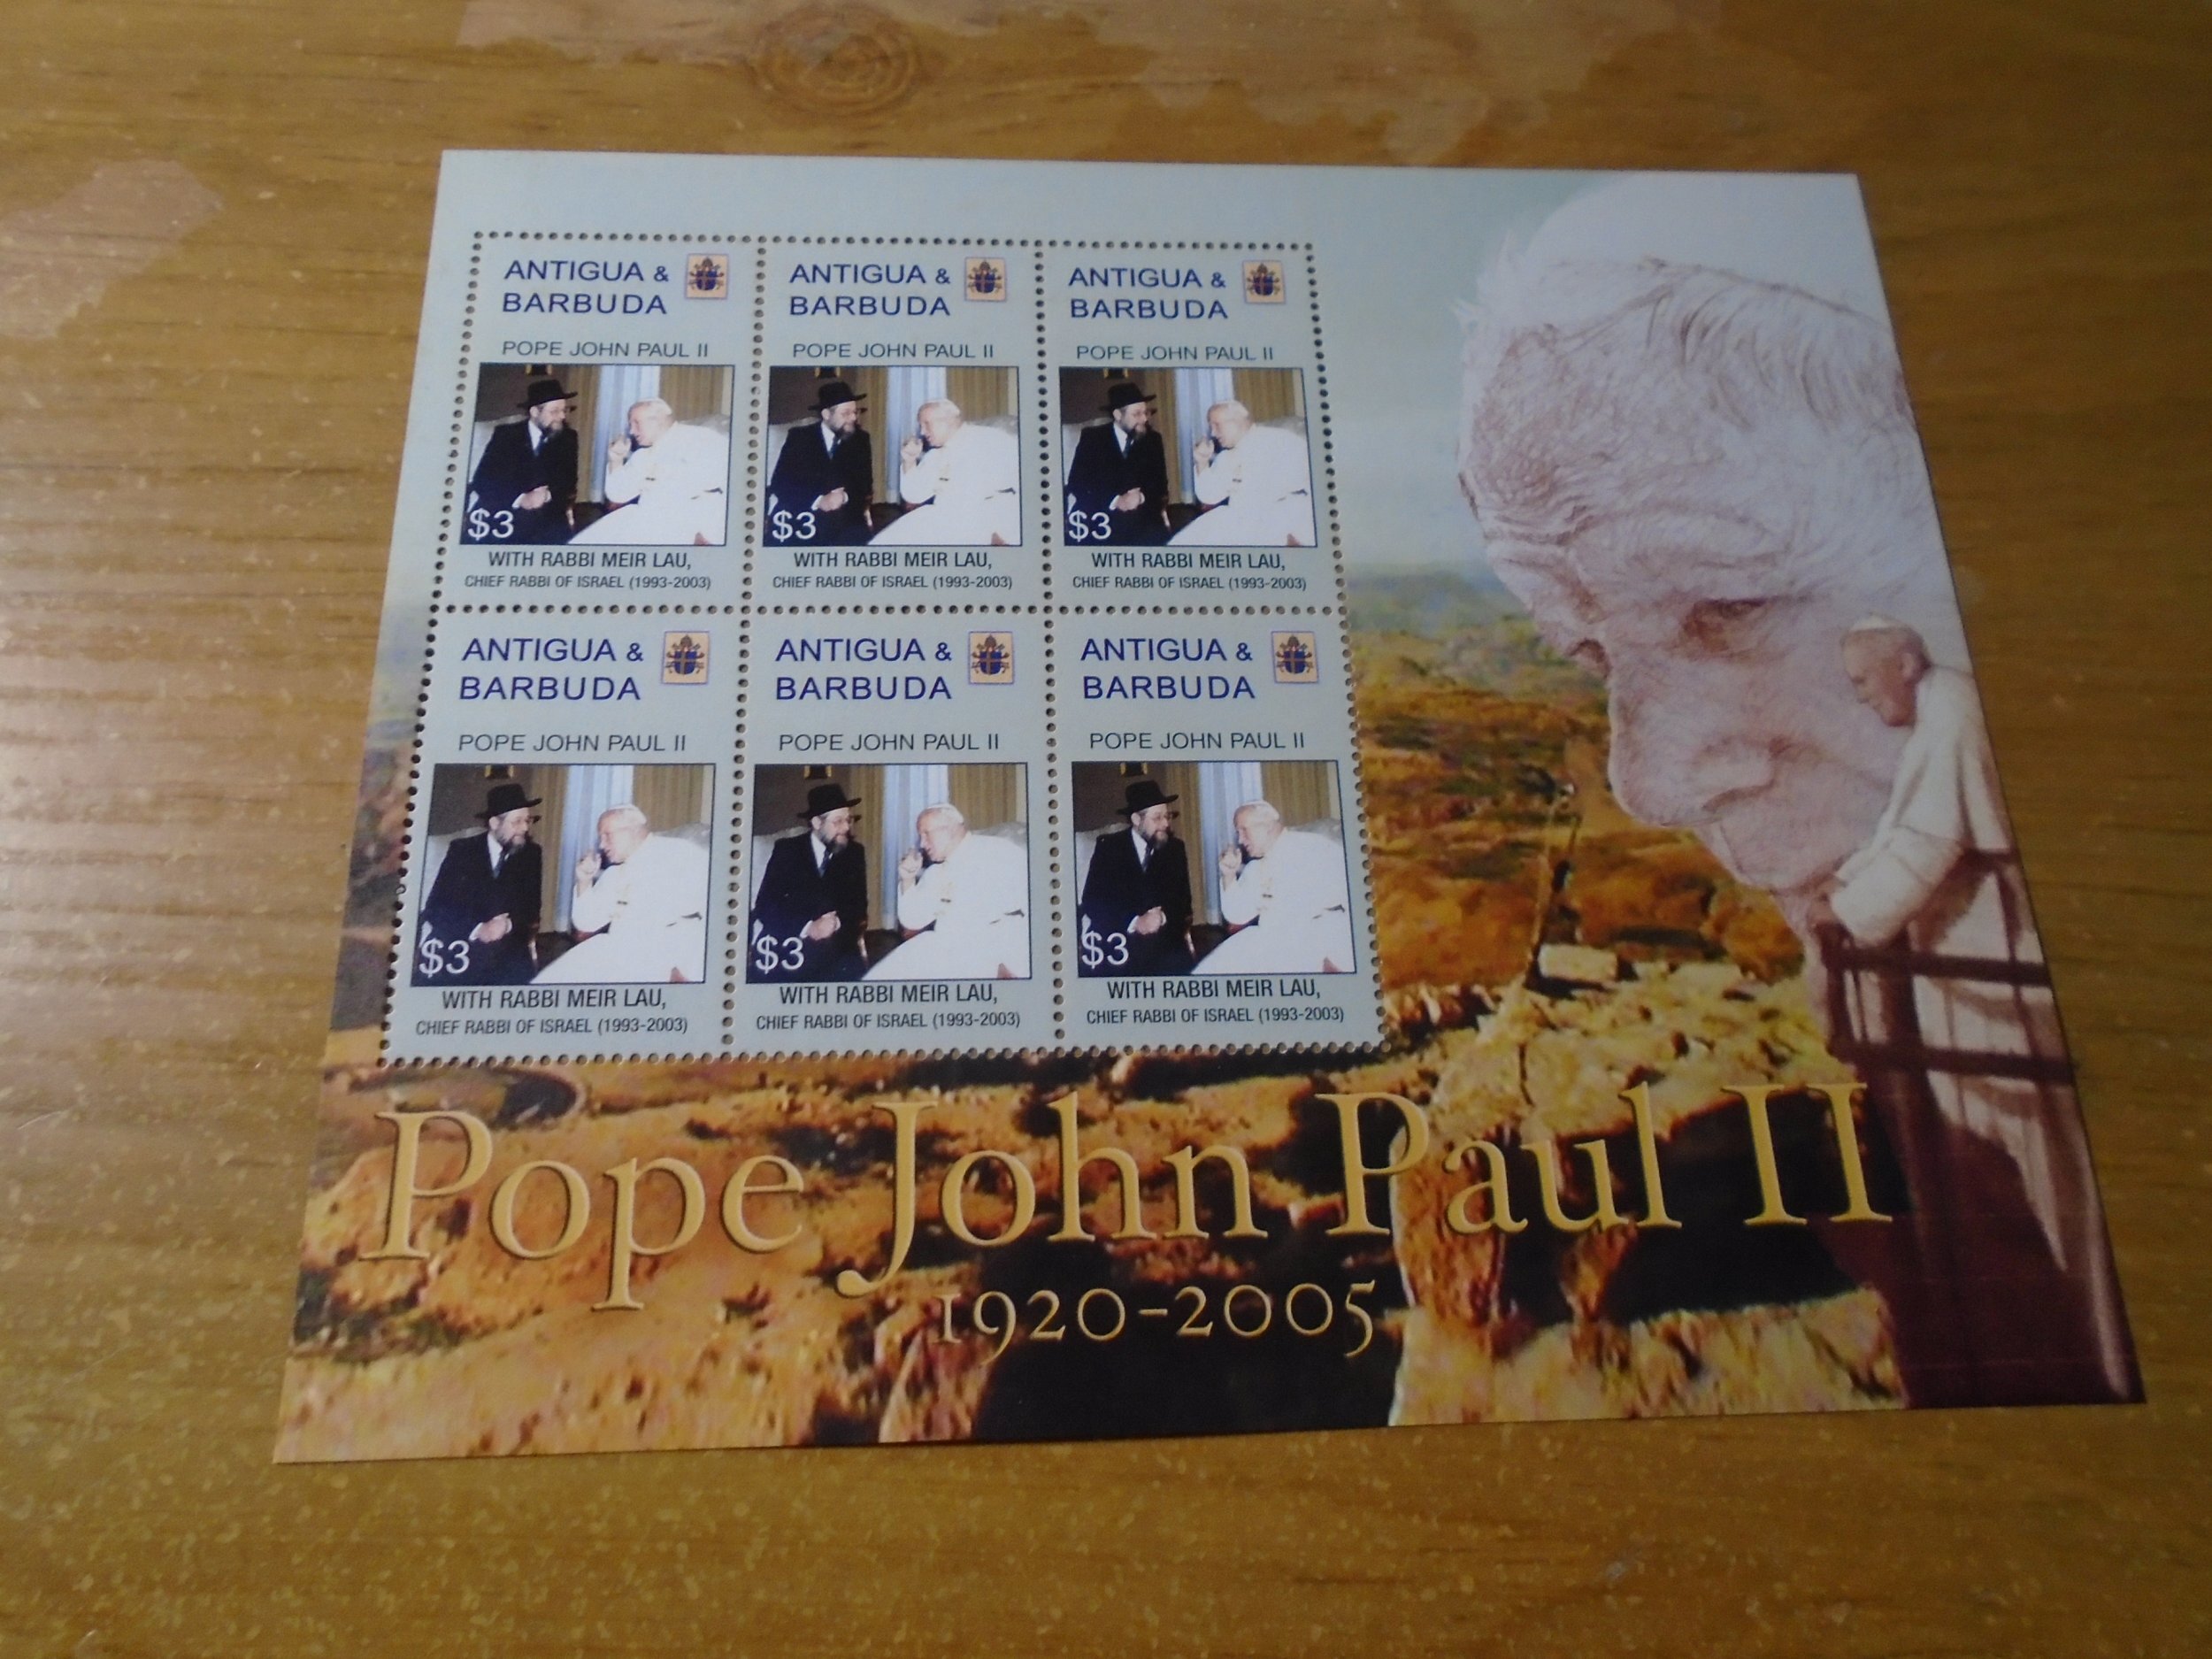 ANTIGUA &
BARBUDA
POPE JOHN PAUL II
$3
WITH RABBI MEIR LAU,
CHIEF RABBI OF ISRAEL (1993-2003)
ANTIGUA &
BARBUDA
POPE JOHN PAUL II
$3
WITH RABBI MEIR LAU,
CHIEF RABBI OF ISRAEL (1993-2003)
ANTIGUA &
BARBUDA
POPE JOHN PAUL II
$3
WITH RABBI MEIR LAU,
CHIEF RABBI OF ISRAEL (1993-2003)
ANTIGUA &
BARBUDA
POPE JOHN PAUL II
$3
WITH RABBI MEIR LAU,
CHIEF RABBI OF ISRAEL (1993-2003)
ANTIGUA &
BARBUDA
POPE JOHN PAUL II
$3
WITH RABBI MEIR LAU,
CHIEF RABBI OF ISRAEL (1993-2003)
ANTIGUA &
BARBUDA
POPE JOHN PAUL II
$3
WITH RABBI MEIR LAU,
CHIEF RABBI OF ISRAEL (1993-2003)
Pope John Paul II
1920-2005